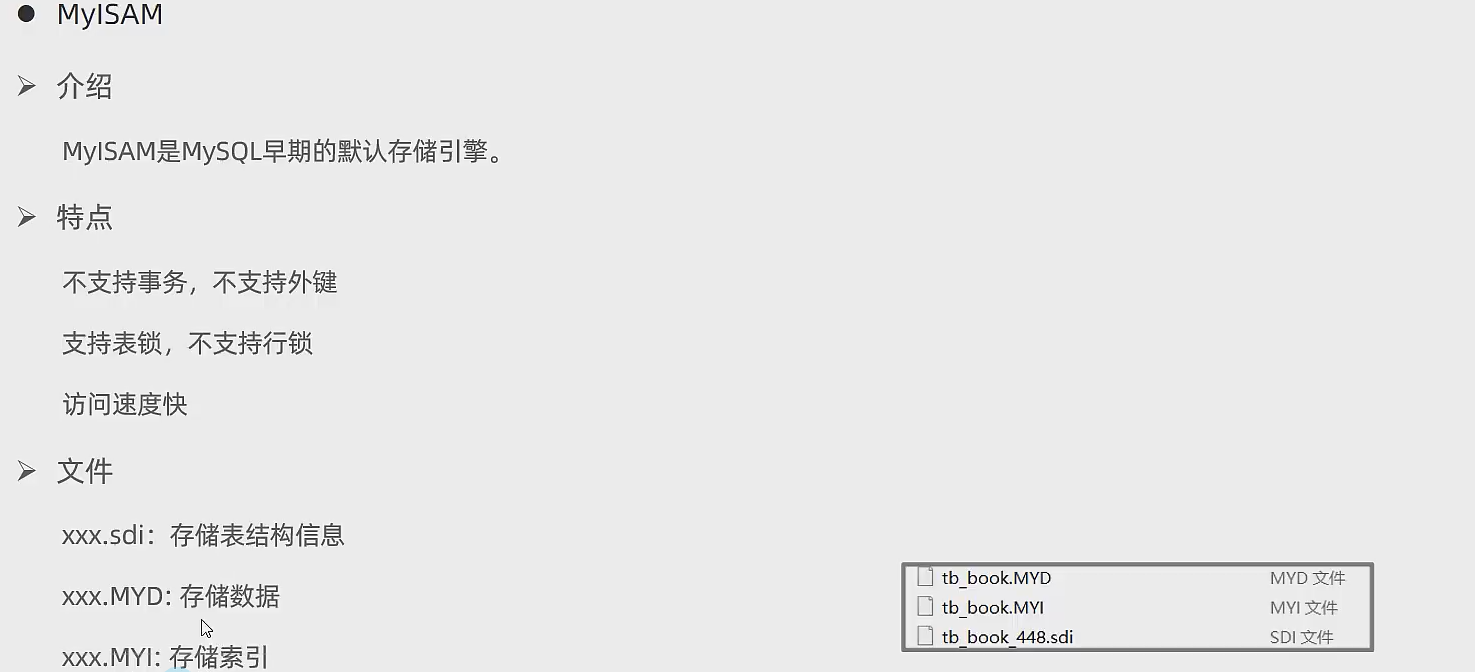 MyISAM
介绍
MyISAM是MySQL早期的默认存储引擎。
特点
不支持事务，不支持外键
支持表锁，不支持行锁
访问速度快
文件
xxx.sdi：存储表结构信息
xxx.MYD: 存储数据
xxx.MYI: 存储索引
tb_book.MYD MYD 文件
tb_book.MYI MYI 文件
tb_book_448.sdi SDI 文件